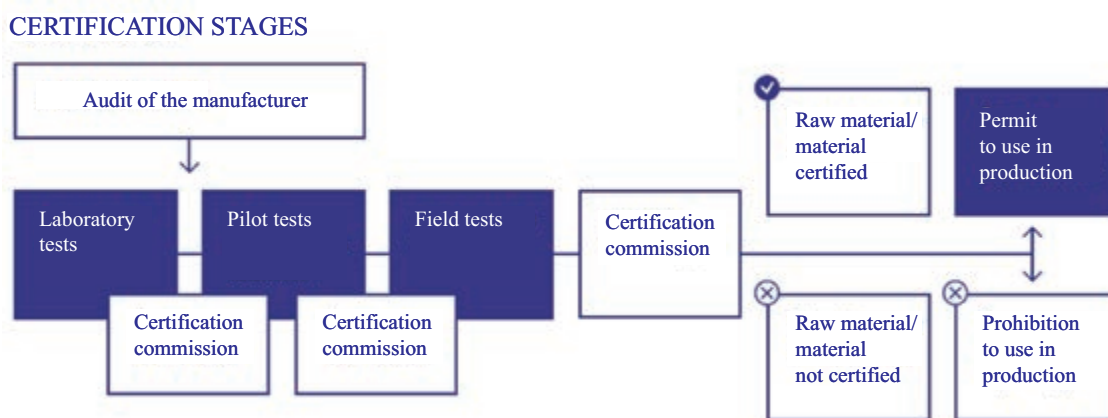 CERTIFICATION STAGES
Audit of the manufacturer
Laboratory
tests
Pilot tests
Field tests
Certification
commission
Certification
commission
Certification
commission
Raw material/
material
certified
Permit
to use in
production
Raw material/
material
not certified
Prohibition
to use in
production